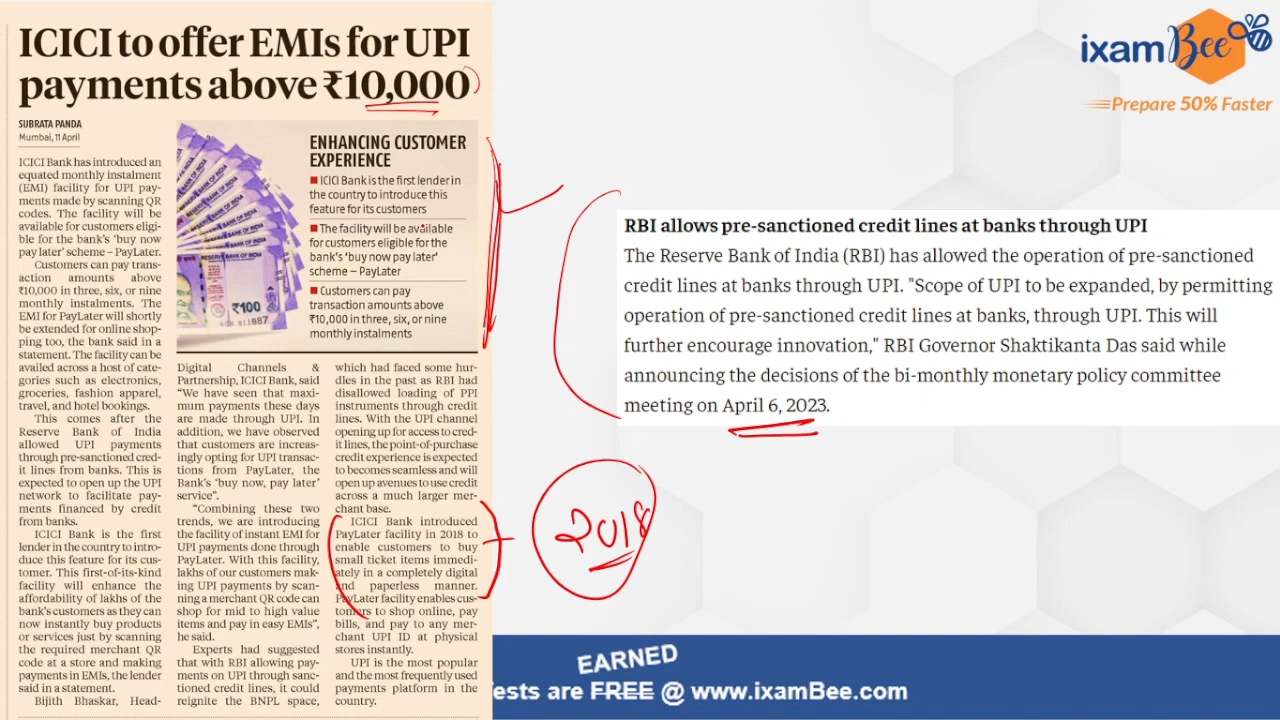 ICICI to offer EMIs for UPI
payments above ₹10,000
SUBRATA PANDA
Mumbai, 11 April
ICICI Bank has introduced an
equated monthly instalment
(EMI) facility for UPI pay-
ments made by scanning QR
codes. The facility will be
available for customers eligi-
ble for the bank's 'buy now
pay later' scheme – PayLater.
Customers can pay trans-
action amounts above
₹10,000 in three, six, or nine
monthly instalments. The
EMI for PayLater will shortly
be extended for online shop-
ping too, the bank said in a
statement. The facility can be
availed across a host of cate-
gories such as electronics,
groceries, fashion apparel,
travel, and hotel bookings.
This comes after the
Reserve Bank of India
allowed UPI payments
through pre-sanctioned cred-
it lines from banks. This is
expected to open up the UPI
network to facilitate pay-
ments financed by credit
from banks.
ICICI Bank is the first
lender in the country to intro-
duce this feature for its cus-
tomer. This first-of-its-kind
facility will enhance the
affordability of lakhs of the
bank's customers as they can
now instantly buy products
or services just by scanning
the required merchant QR
code at a store and making
payments in EMIs, the lender
said in a statement.
Bijith Bhaskar, Head-
ENHANCING CUSTOMER
EXPERIENCE
ICICI Bank is the first lender in
the country to introduce this
feature for its customers
The facility will be available
for customers eligible for the
bank's 'buy now pay later'
scheme – PayLater
Customers can pay
transaction amounts above
₹10,000 in three, six, or nine
monthly instalments
RESERVE BANK OF INDIA
₹100
Digital Channels &
Partnership, ICICI Bank, said
"We have seen that maxi-
mum payments these days
are made through UPI. In
addition, we have observed
that customers are increas-
ingly opting for UPI transac-
tions from PayLater, the
Bank's 'buy now, pay later'
service".
"Combining these two
trends, we are introducing
the facility of instant EMI for
UPI payments done through
PayLater. With this facility,
lakhs of our customers mak-
ing UPI payments by scan-
ning a merchant QR code can
shop for mid to high value
items and pay in easy EMIs",
he said.
Experts had suggested
that with RBI allowing pay-
ments on UPI through sanc-
tioned credit lines, it could
reignite the BNPL space,
which had faced some hur-
dles in the past as RBI had
disallowed loading of PPI
instruments through credit
lines. With the UPI channel
opening up for access to cred-
it lines, the point-of-purchase
credit experience is expected
to becomes seamless and will
open up avenues to use credit
across a much larger mer-
chant base.
ICICI Bank introduced
PayLater facility in 2018 to
enable customers to buy
small ticket items immedi-
ately in a completely digital
and paperless manner.
PayLater facility enables cus-
tomers to shop online, pay
bills, and pay to any mer-
chant UPI ID at physical
stores instantly.
UPI is the most popular
and the most frequently used
payments platform in the
country.
ixamBee
Prepare 50% Faster
RBI allows pre-sanctioned credit lines at banks through UPI
The Reserve Bank of India (RBI) has allowed the operation of pre-sanctioned
credit lines at banks through UPI. "Scope of UPI to be expanded, by permitting
operation of pre-sanctioned credit lines at banks, through UPI. This will
further encourage innovation," RBI Governor Shaktikanta Das said while
announcing the decisions of the bi-monthly monetary policy committee
meeting on April 6, 2023.
2018
EARNED
ests are FREE @ www.ixamBee.com